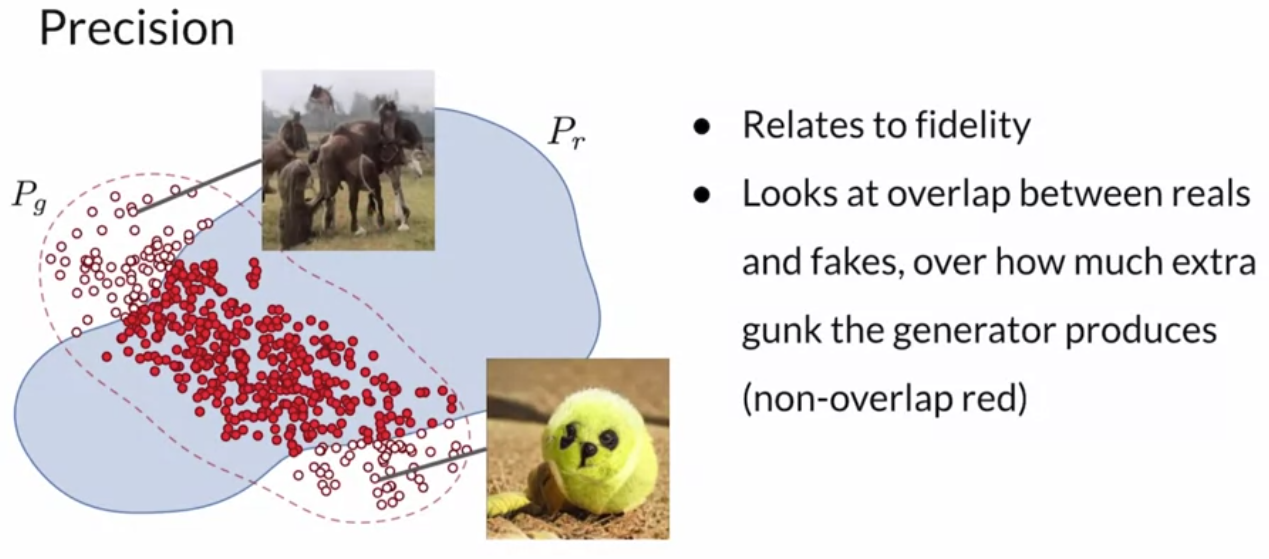 Precision
P_r
P_g
● Relates to fidelity
● Looks at overlap between reals
and fakes, over how much extra
gunk the generator produces
(non-overlap red)